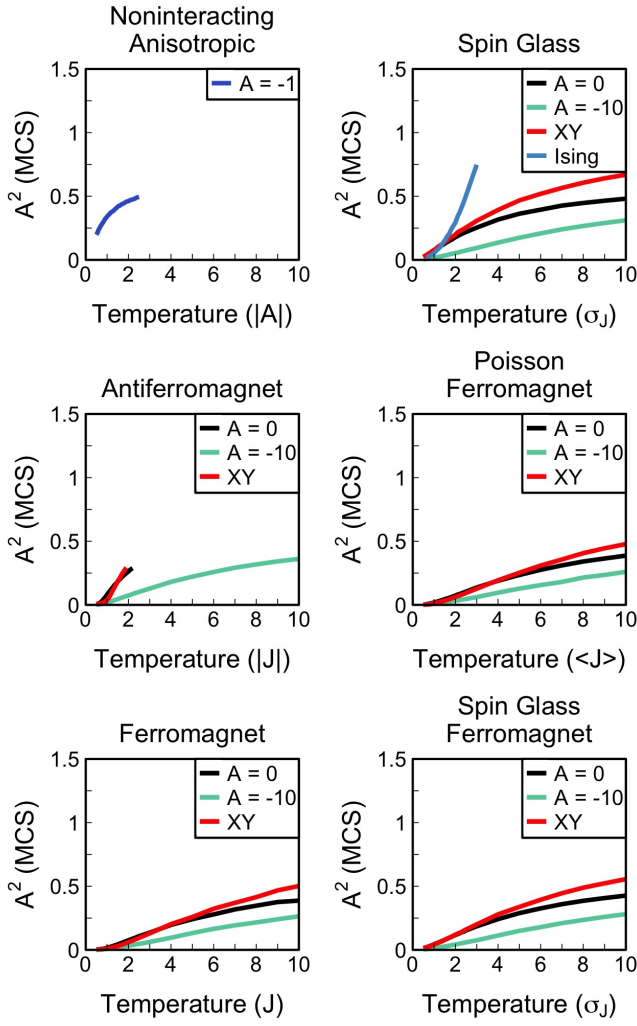 Noninteracting
Anisotropic
A² (MCS)
1.5
1
0.5
0
A = -1
0 2 4 6 8 10
Temperature (|A|)
Spin Glass
A² (MCS)
1.5
1
0.5
0
A = 0
A = -10
XY
Ising
0 2 4 6 8 10
Temperature (σJ)
Antiferromagnet
A² (MCS)
1.5
1
0.5
0
A = 0
A = -10
XY
0 2 4 6 8 10
Temperature (|J|)
Poisson
Ferromagnet
A² (MCS)
1.5
1
0.5
0
A = 0
A = -10
XY
0 2 4 6 8 10
Temperature (<J>)
Ferromagnet
A² (MCS)
1.5
1
0.5
0
A = 0
A = -10
XY
0 2 4 6 8 10
Temperature (J)
Spin Glass
Ferromagnet
A² (MCS)
1.5
1
0.5
0
A = 0
A = -10
XY
0 2 4 6 8 10
Temperature (σJ)